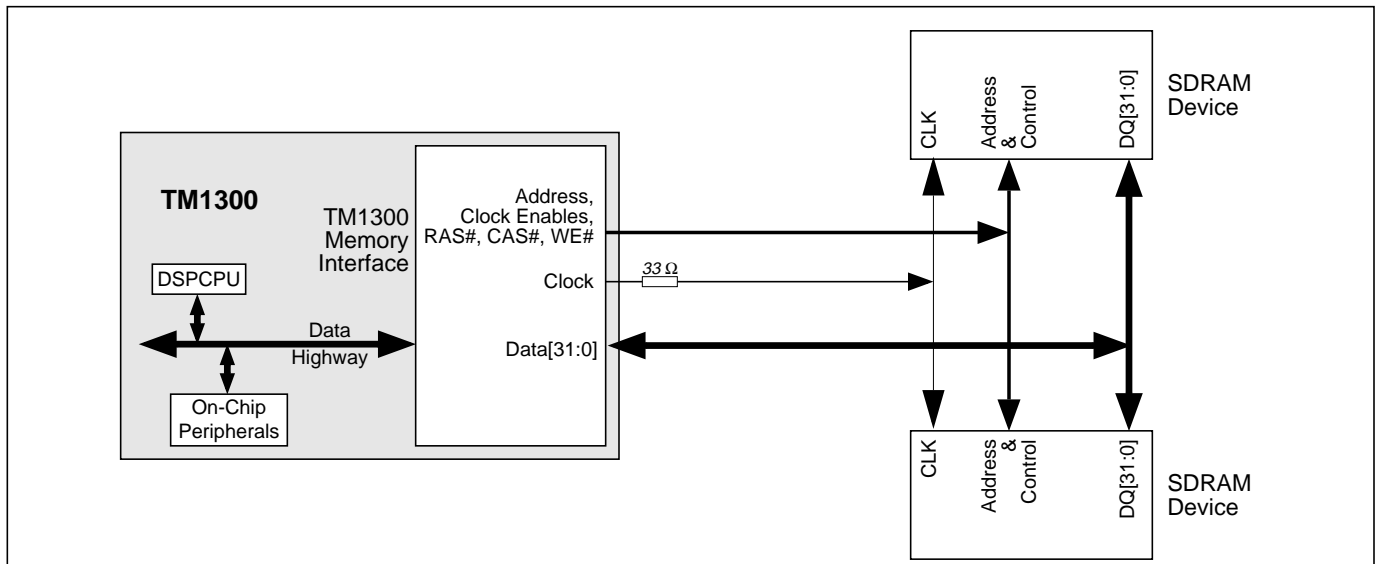 TM1300
DSPCPU
Data
Highway
On-Chip
Peripherals
TM1300
Memory
Interface
Address,
Clock Enables,
RAS#, CAS#, WE#
Clock
Data[31:0]
33 Ω
CLK
Address
&
Control
DQ[31:0]
SDRAM
Device
CLK
Address
&
Control
DQ[31:0]
SDRAM
Device